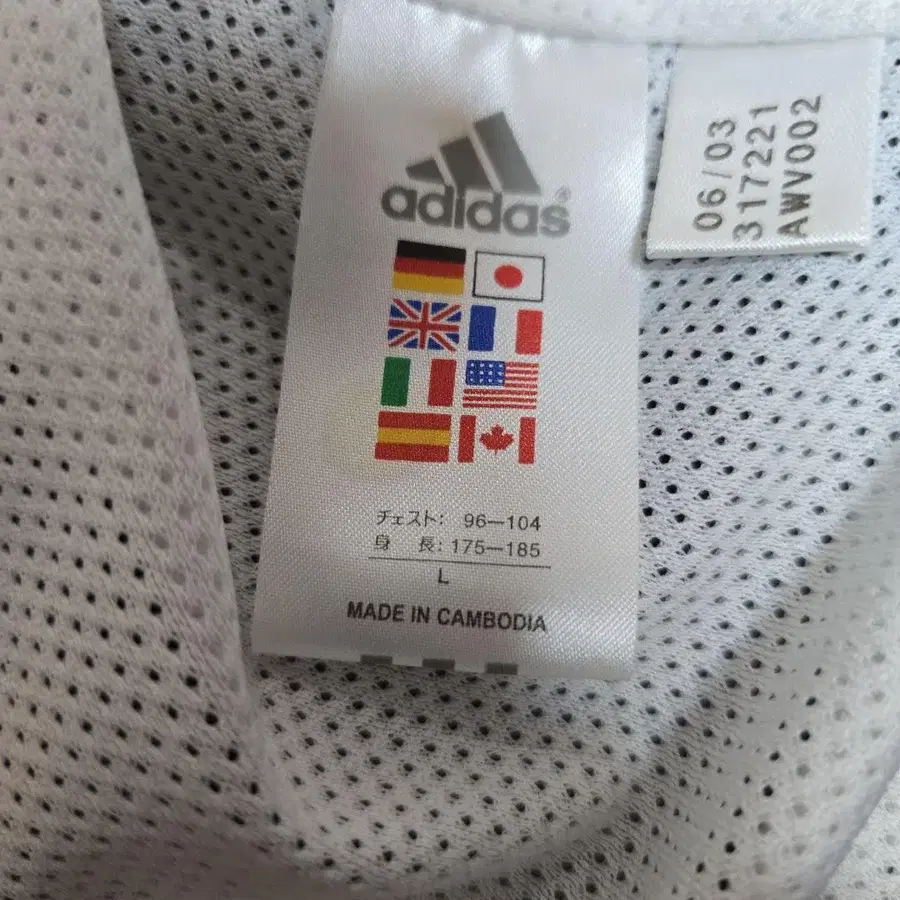 adidas®
チェスト: 96—104
身 長: 175—185
L
MADE IN CAMBODIA
06/03
317221
AWV002